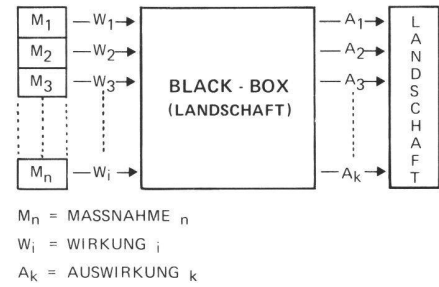 M1 W1 A1
M2 W2 A2
M3 W3 A3
BLACK - BOX
(LANDSCHAFT)
Mn Wi Ak
LANDSCHAFT
Mn = MASSNAHME n
Wi = WIRKUNG i
Ak = AUSWIRKUNG k